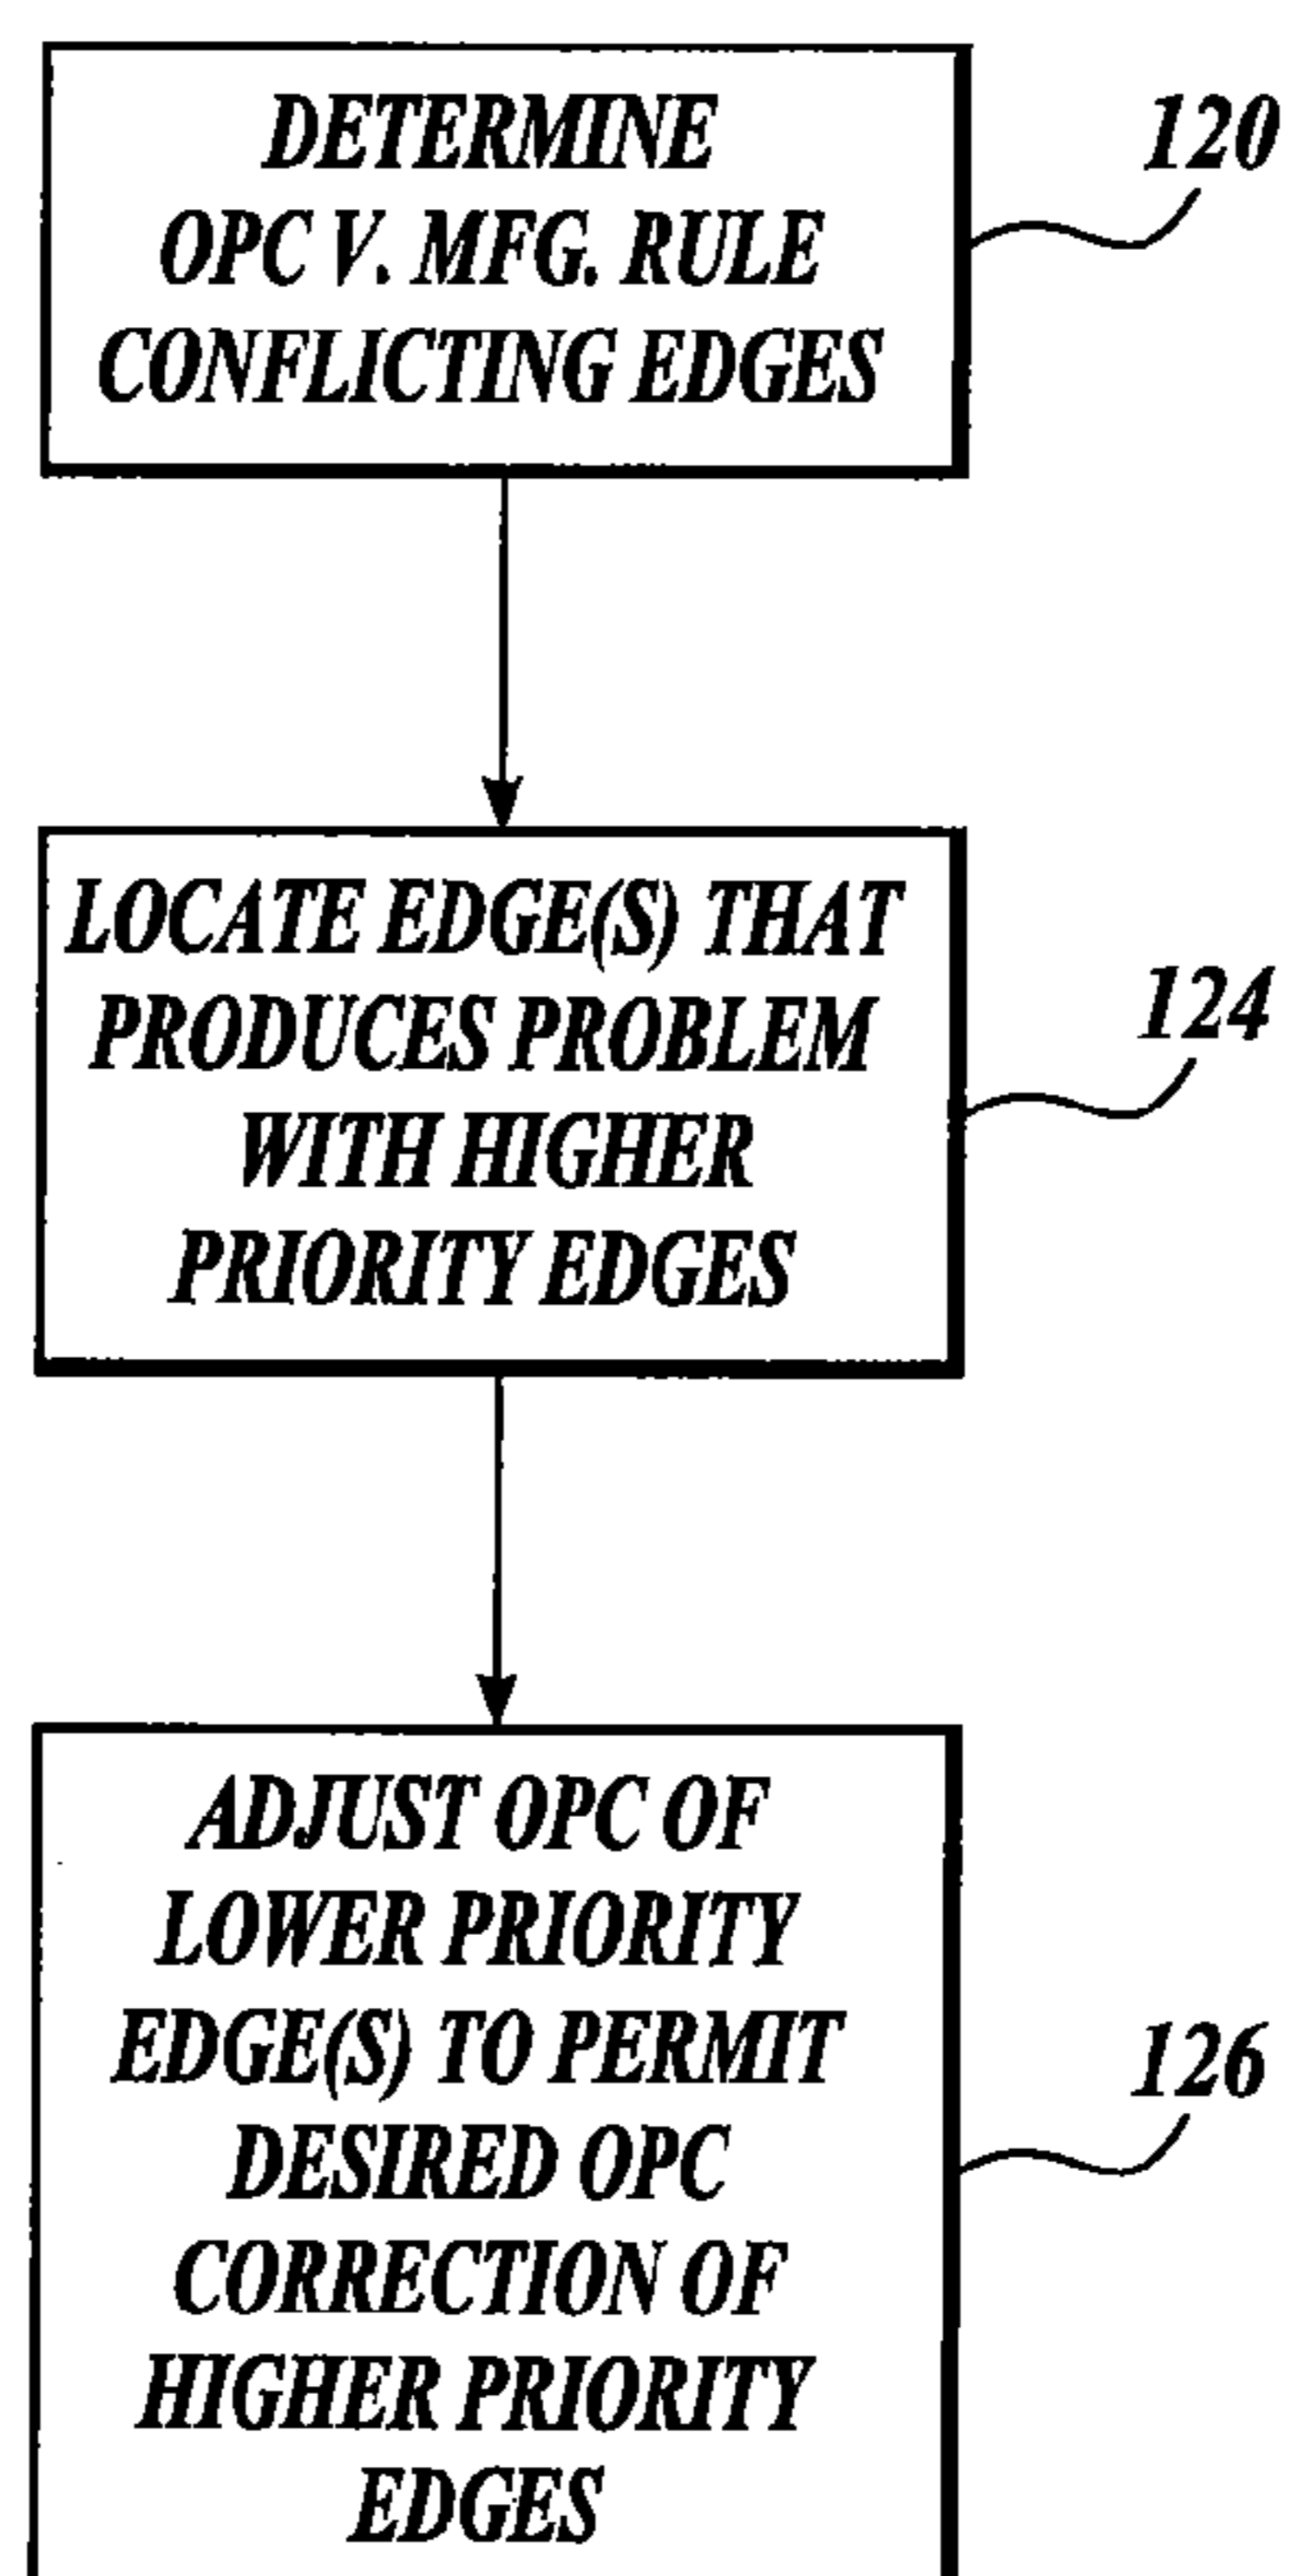 DETERMINE
OPC V. MFG. RULE
CONFLICTING EDGES
120
LOCATE EDGE(S) THAT
PRODUCES PROBLEM
WITH HIGHER
PRIORITY EDGES
124
ADJUST OPC OF
LOWER PRIORITY
EDGE(S) TO PERMIT
DESIRED OPC
CORRECTION OF
HIGHER PRIORITY
EDGES
126